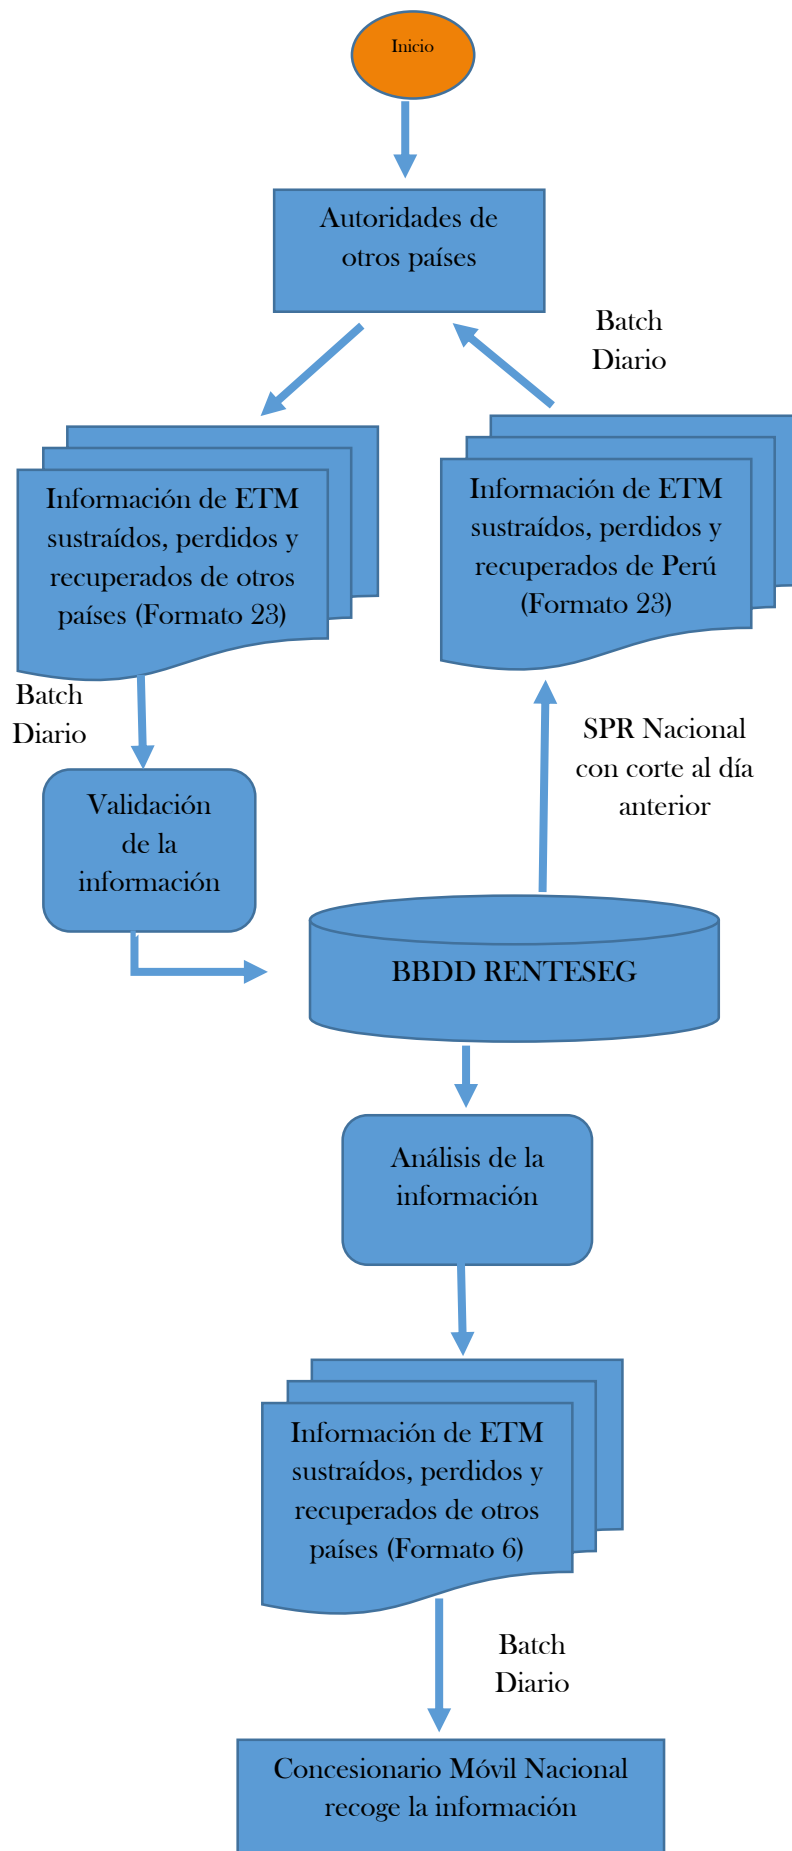 Inicio
Autoridades de
otros países
Batch
Diario
Información de ETM
sustraídos, perdidos y
recuperados de otros
países (Formato 23)
Información de ETM
sustraídos, perdidos y
recuperados de Perú
(Formato 23)
Batch
Diario
SPR Nacional
con corte al día
anterior
Validación
de la
información
BBDD RENTESEG
Análisis de la
información
Información de ETM
sustraídos, perdidos y
recuperados de otros
países (Formato 6)
Batch
Diario
Concesionario Móvil Nacional
recoge la información